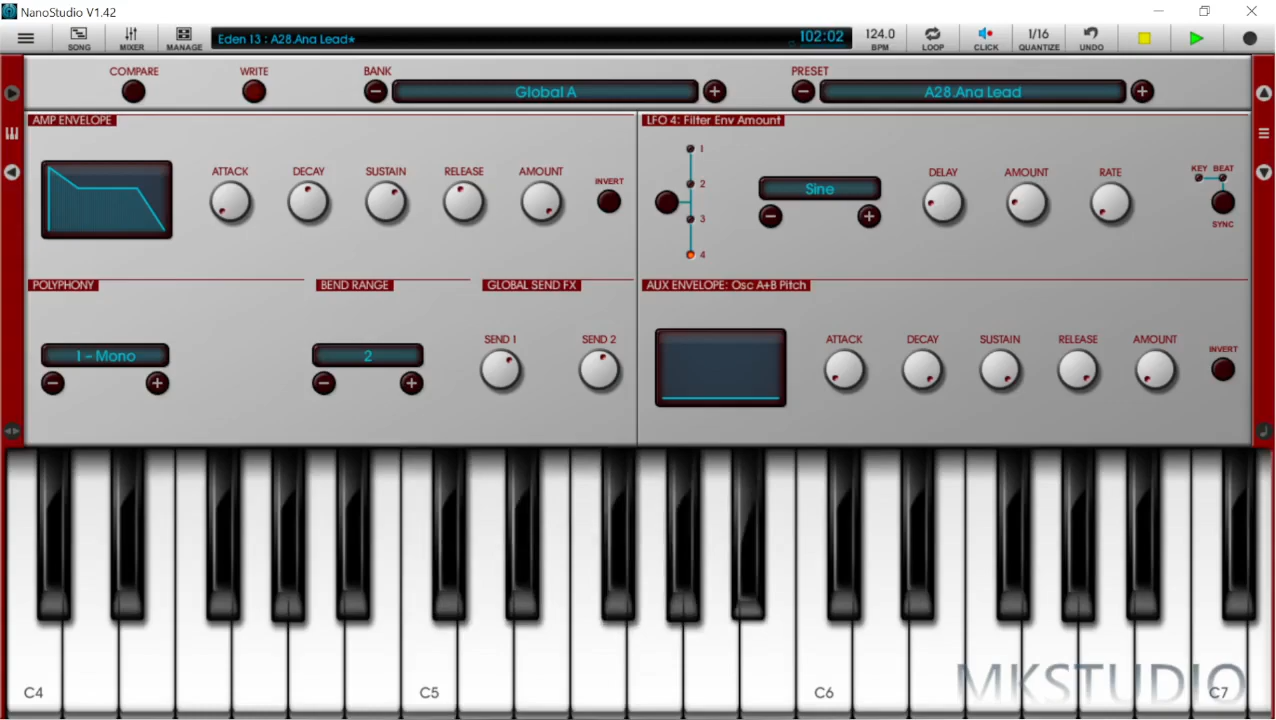 NanoStudio V1.42
SONG
MIXER
MANAGE
Eden 13 : A28.Ana Lead*
102:02
124.0
BPM
LOOP
CLICK
1/16
QUANTIZE
UNDO
COMPARE
WRITE
BANK
Global A
PRESET
A28.Ana Lead
AMP ENVELOPE
ATTACK
DECAY
SUSTAIN
RELEASE
AMOUNT
INVERT
LFO 4: Filter Env Amount
1
2
3
4
Sine
DELAY
AMOUNT
RATE
KEY BEAT
SYNC
POLYPHONY
1 - Mono
BEND RANGE
2
GLOBAL SEND FX
SEND 1
SEND 2
AUX ENVELOPE: Osc A+B Pitch
ATTACK
DECAY
SUSTAIN
RELEASE
AMOUNT
INVERT
C4
C5
C6
C7
MKSTUDIO